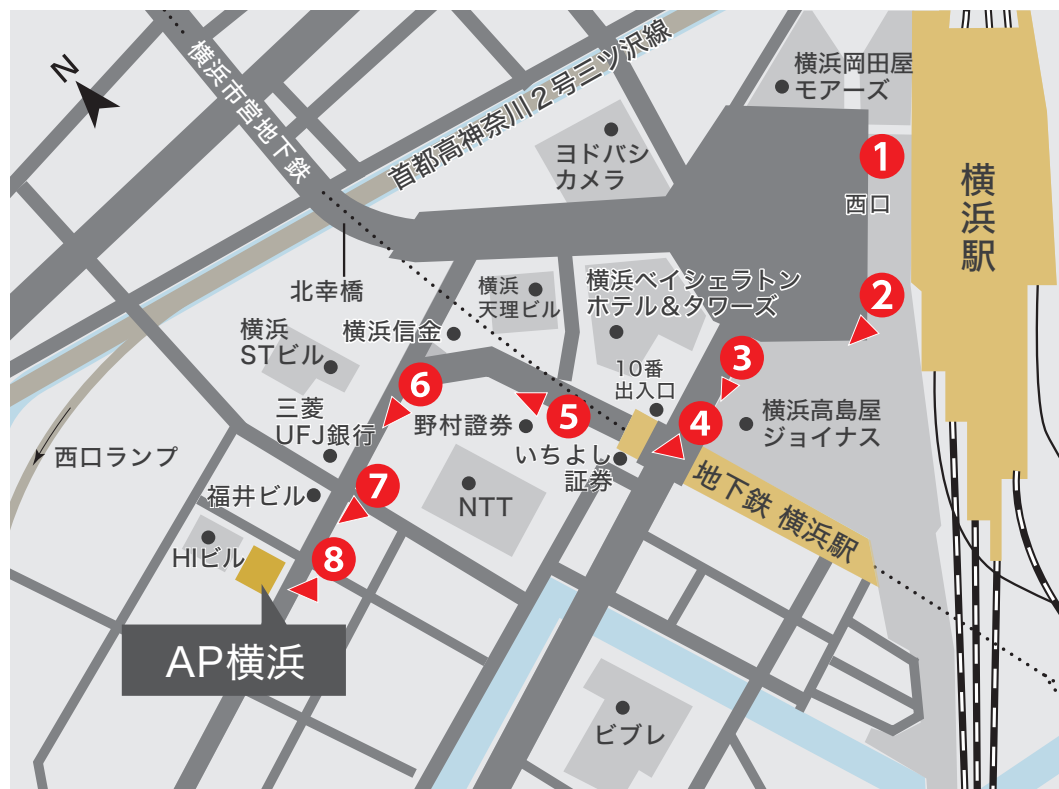 N
横浜市営地下鉄
首都高神奈川2号三ツ沢線
横浜岡田屋
モアーズ
ヨドバシ
カメラ
1
西口
横浜駅
2
北幸橋
横浜
天理ビル
横浜ベイシェラトン
ホテル＆タワーズ
横浜
STビル
横浜信金
3
10番
出入口
6
三菱
UFJ銀行
野村證券
5
4
横浜高島屋
ジョイナス
いちよし
証券
西口ランプ
福井ビル
7
NTT
地下鉄 横浜駅
HIビル
8
AP横浜
ビブレ